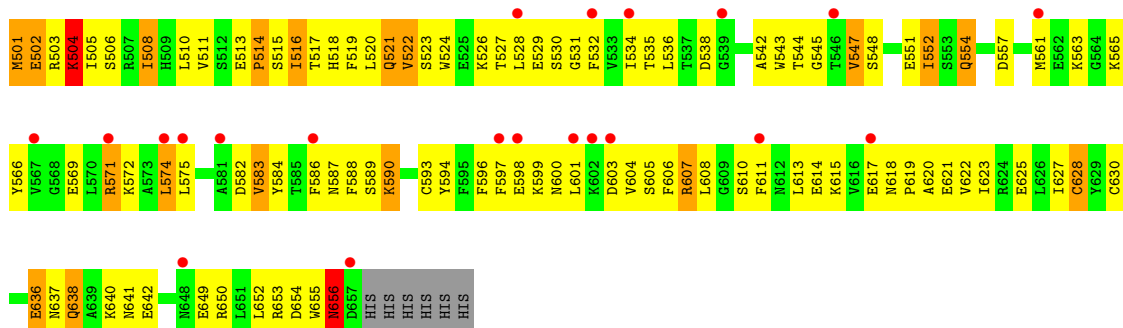 M501 E502 R503 K504 I505 S506 R507 I508 H509 L510 V511 S512 E513 P514 S515 I516 T517 H518 F519 L520 Q521 V522 S523 W524 E525 K526 T527 L528 E529 S530 G531 F532 V533 I534 T535 L536 T537 D538 G539 A542 W543 T544 G545 T546 V547 S548 E551 I552 S553 Q554 D557 M561 E562 K563 G564 K565
Y566 V567 G568 E569 L570 R571 K572 A573 L574 L575 A581 D582 V583 Y584 T585 F586 N587 F588 S589 K590 C593 Y594 F595 F596 F597 E598 K599 N600 L601 K602 D603 V604 S605 F606 R607 L608 G609 S610 F611 N612 L613 E614 K615 V616 E617 N618 P619 A620 E621 V622 I623 R624 E625 L626 I627 C628 Y629 C630
E636 N637 Q638 A639 K640 N641 E642 N648 E649 R650 L651 L652 R653 D654 W655 N656 D657 HIS HIS HIS HIS HIS HIS